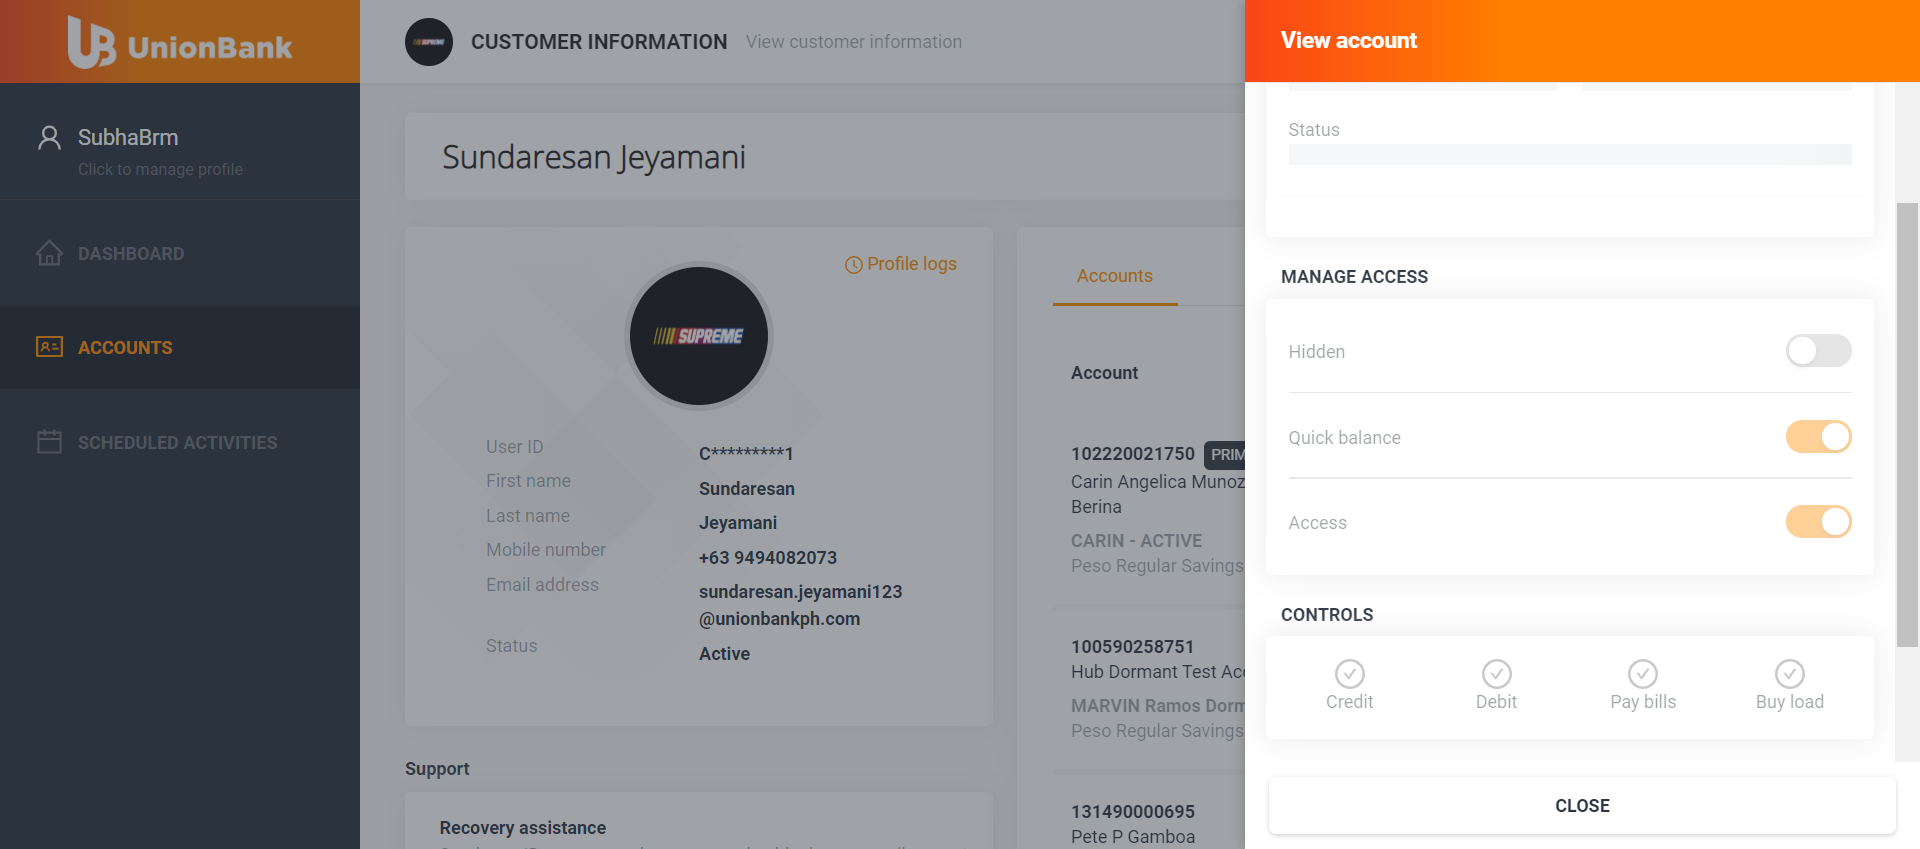 UnionBank
SubhaBrm
Click to manage profile
DASHBOARD
ACCOUNTS
SCHEDULED ACTIVITIES
SUPREME
CUSTOMER INFORMATION View customer information
Sundaresan Jeyamani
Profile logs
SUPREME
User ID C*********1
First name Sundaresan
Last name Jeyamani
Mobile number +63 9494082073
Email address sundaresan.jeyamani123
@unionbankph.com
Status Active
Support
Recovery assistance
Accounts
Account
102220021750 PRIM
Carin Angelica Munoz
Berina
CARIN - ACTIVE
Peso Regular Savings
100590258751
Hub Dormant Test Acc
MARVIN Ramos Dorm
Peso Regular Savings
131490000695
Pete P Gamboa
View account
Status
MANAGE ACCESS
Hidden
Quick balance
Access
CONTROLS
Credit
Debit
Pay bills
Buy load
CLOSE